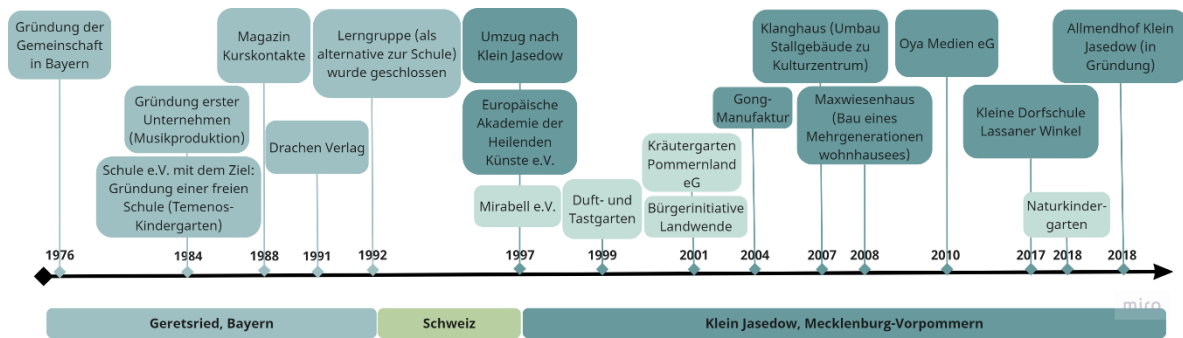 Gründung der
Gemeinschaft
in Bayern
Gründung erster
Unternehmen
(Musikproduktion)
Schule e.V. mit dem Ziel:
Gründung einer freien
Schule (Temenos-
Kindergarten)
Magazin
Kurskontakte
Drachen Verlag
Lerngruppe (als
alternative zur Schule)
wurde geschlossen
Umzug nach
Klein Jasedow
Europäische
Akademie der
Heilenden
Künste e.V.
Mirabell e.V.
Duft- und
Tastgarten
Kräutergarten
Pommernland
eG
Bürgerinitiative
Landwende
Gong-
Manufaktur
Klanghaus (Umbau
Stallgebäude zu
Kulturzentrum)
Maxwiesenhaus
(Bau eines
Mehrgenerationen
wohnhausees)
Oya Medien eG
Kleine Dorfschule
Lassaner Winkel
Naturkinder-
garten
Allmendhof Klein
Jasedow (in
Gründung)
1976
1984
1988
1991
1992
1997
1999
2001
2004
2007
2008
2010
2017
2018
2018
Geretsried, Bayern
Schweiz
Klein Jasedow, Mecklenburg-Vorpommern
miro